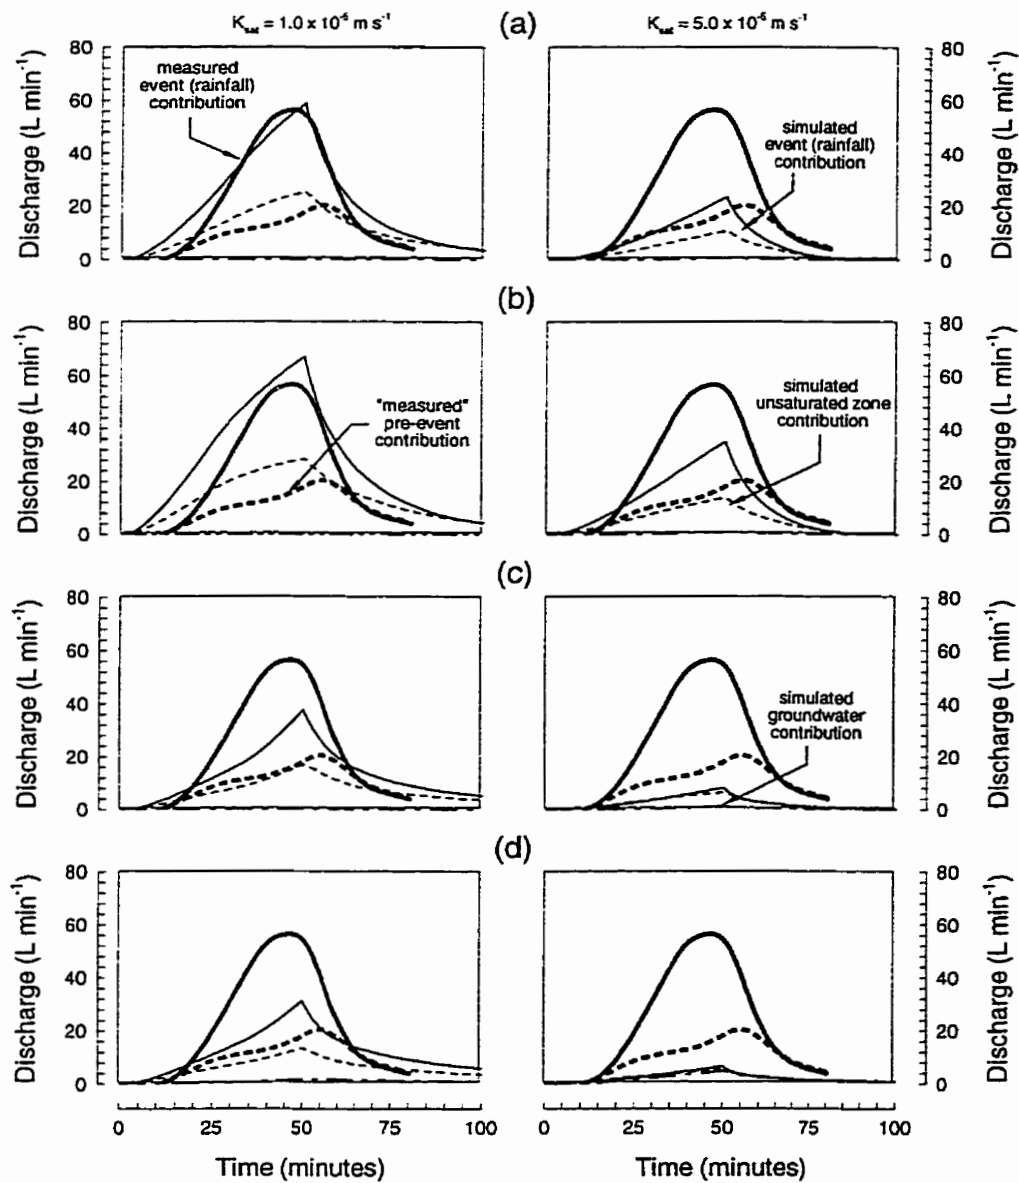 K_sat = 1.0 x 10⁻⁵ m s⁻¹
(a)
K_sat = 5.0 x 10⁻⁵ m s⁻¹
Discharge (L min⁻¹)
80
60
40
20
0
measured
event (rainfall)
contribution
simulated
event (rainfall)
contribution
80
60
40
20
0
Discharge (L min⁻¹)
(b)
Discharge (L min⁻¹)
80
60
40
20
0
"measured"
pre-event
contribution
simulated
unsaturated zone
contribution
80
60
40
20
0
Discharge (L min⁻¹)
(c)
Discharge (L min⁻¹)
80
60
40
20
0
simulated
groundwater
contribution
80
60
40
20
0
Discharge (L min⁻¹)
(d)
Discharge (L min⁻¹)
80
60
40
20
0
80
60
40
20
0
Discharge (L min⁻¹)
0 25 50 75 100
0 25 50 75 100
Time (minutes)
Time (minutes)